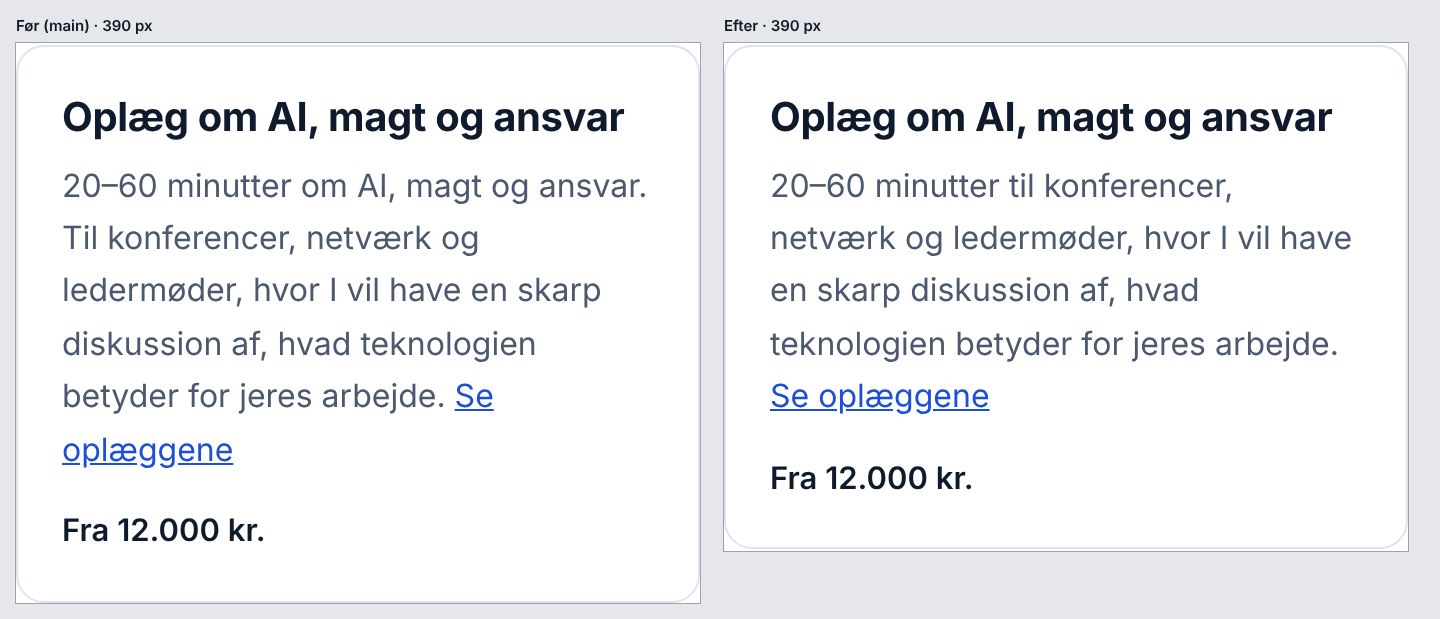 Før (main) · 390 px
Oplæg om AI, magt og ansvar
20–60 minutter om AI, magt og ansvar.
Til konferencer, netværk og
ledermøder, hvor I vil have en skarp
diskussion af, hvad teknologien
betyder for jeres arbejde. Se
oplæggene
Fra 12.000 kr.
Efter · 390 px
Oplæg om AI, magt og ansvar
20–60 minutter til konferencer,
netværk og ledermøder, hvor I vil have
en skarp diskussion af, hvad
teknologien betyder for jeres arbejde.
Se oplæggene
Fra 12.000 kr.